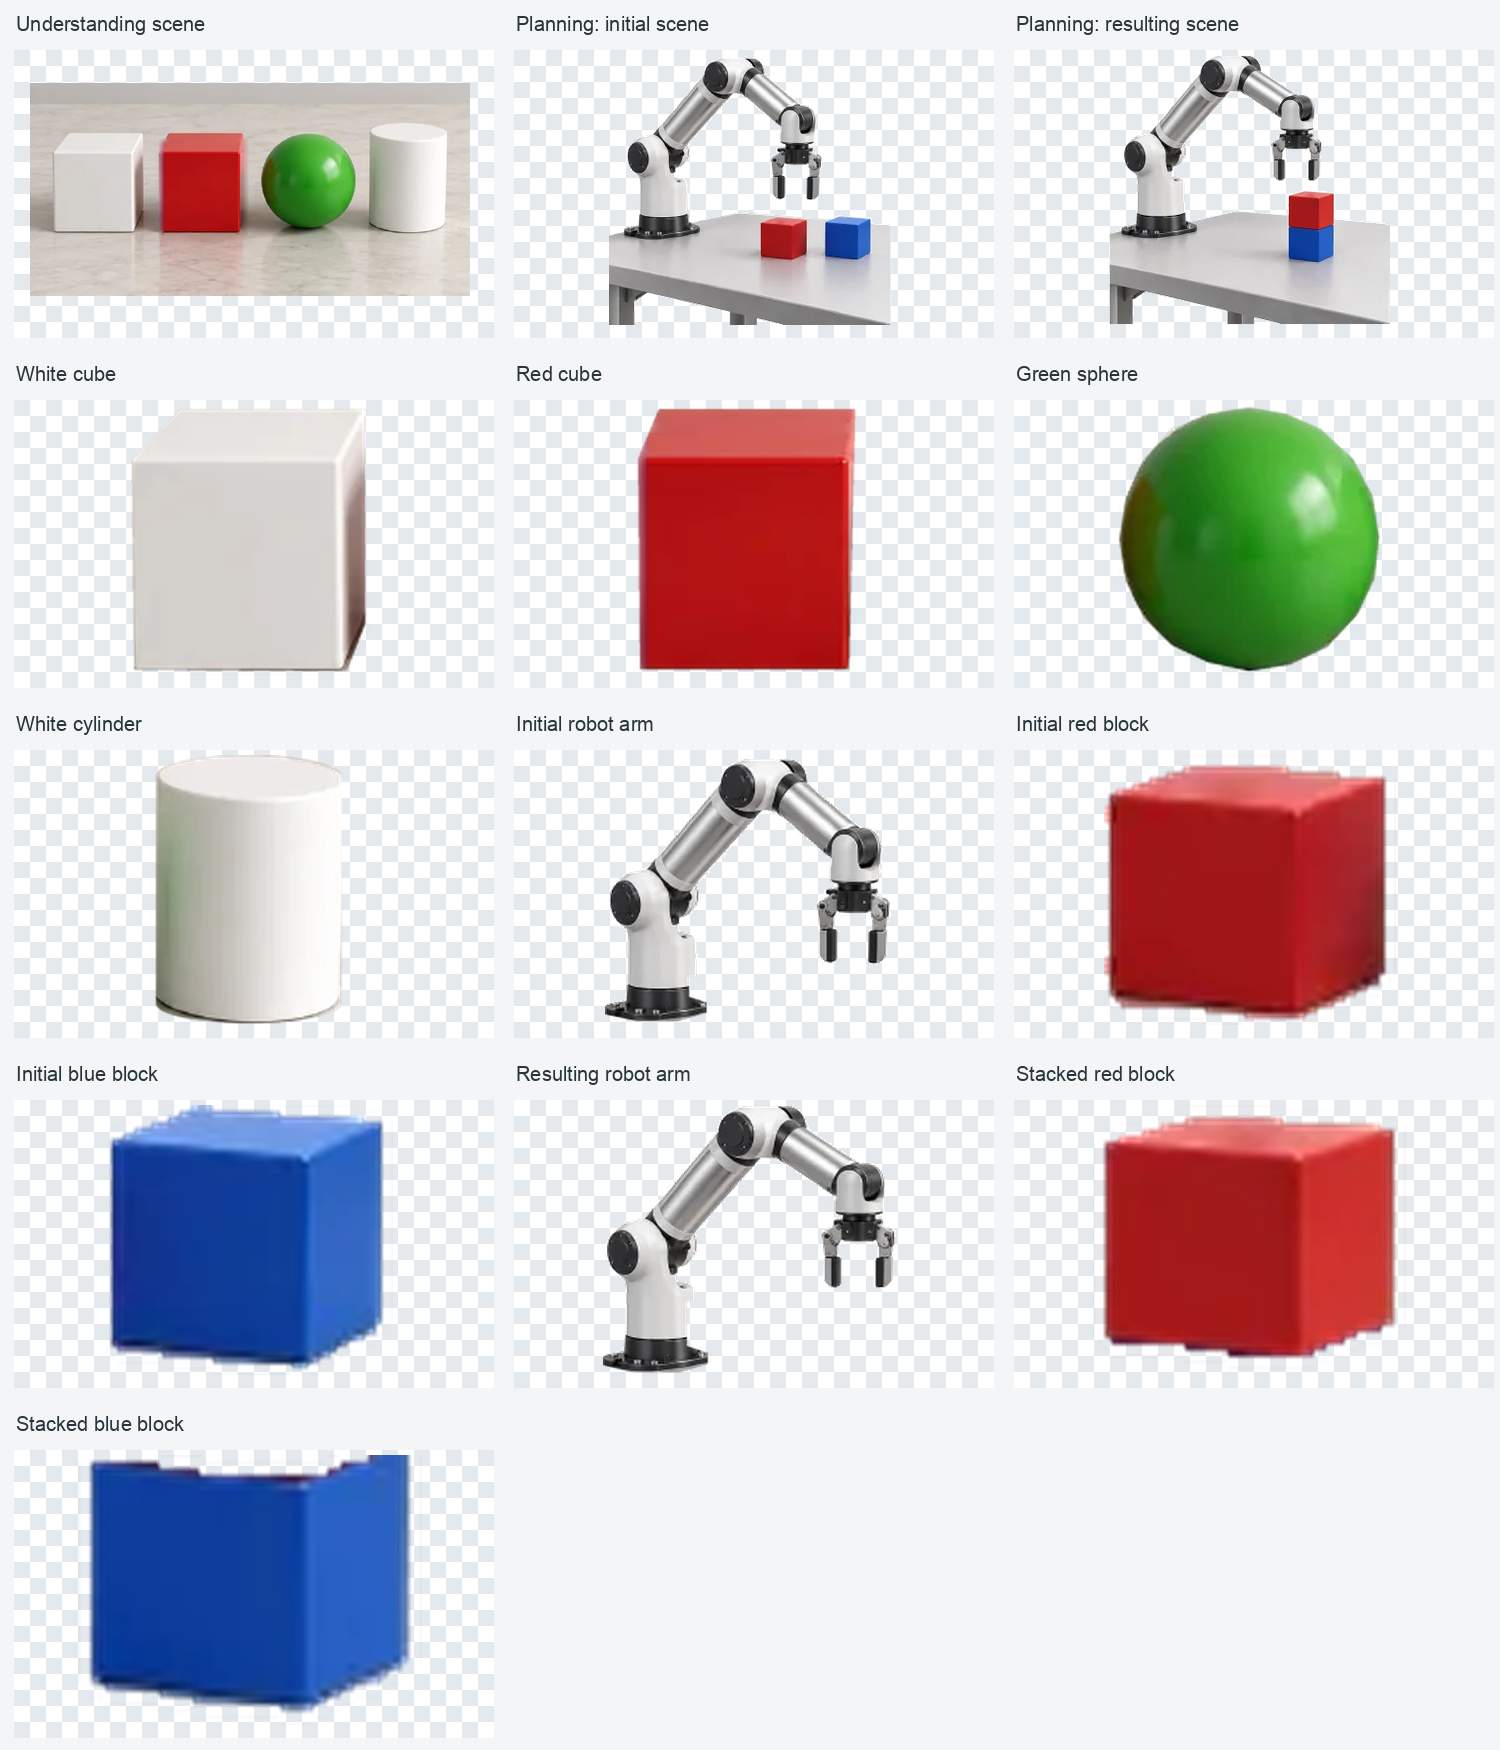 Understanding scene
Planning: initial scene
Planning: resulting scene
White cube
Red cube
Green sphere
White cylinder
Initial robot arm
Initial red block
Initial blue block
Resulting robot arm
Stacked red block
Stacked blue block